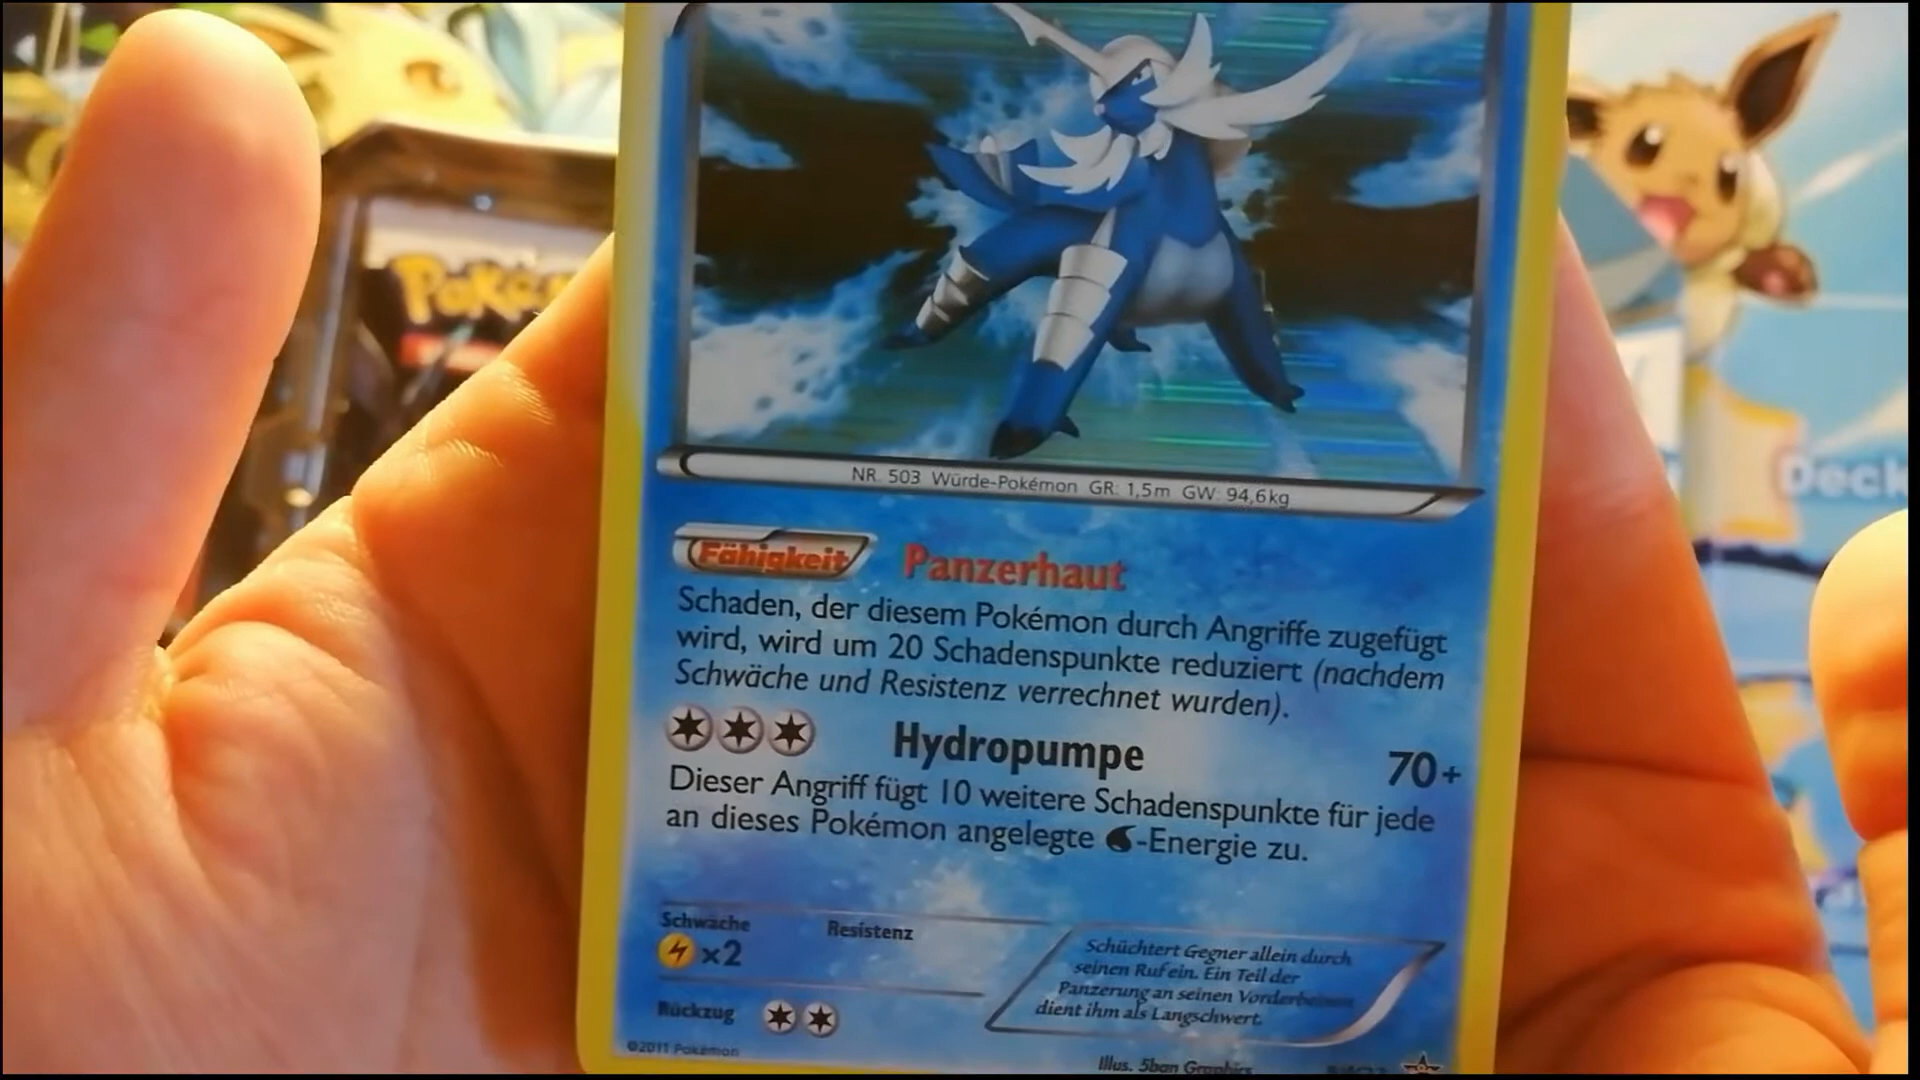 NR. 503 Würde-Pokémon GR: 1,5m GW: 94,6kg
Fähigkeit Panzerhaut
Schaden, der diesem Pokémon durch Angriffe zugefügt
wird, wird um 20 Schadenspunkte reduziert (nachdem
Schwäche und Resistenz verrechnet wurden).
Hydropumpe 70+
Dieser Angriff fügt 10 weitere Schadenspunkte für jede
an dieses Pokémon angelegte -Energie zu.
Schwäche Resistenz
x2
Schüchtert Gegner allein durch
seinen Ruf ein. Ein Teil der
Panzerung an seinen Vorderbeinen
dient ihm als Langschwert.
Rückzug
©2011 Pokémon
Illus. 5ban Graphics
Deck